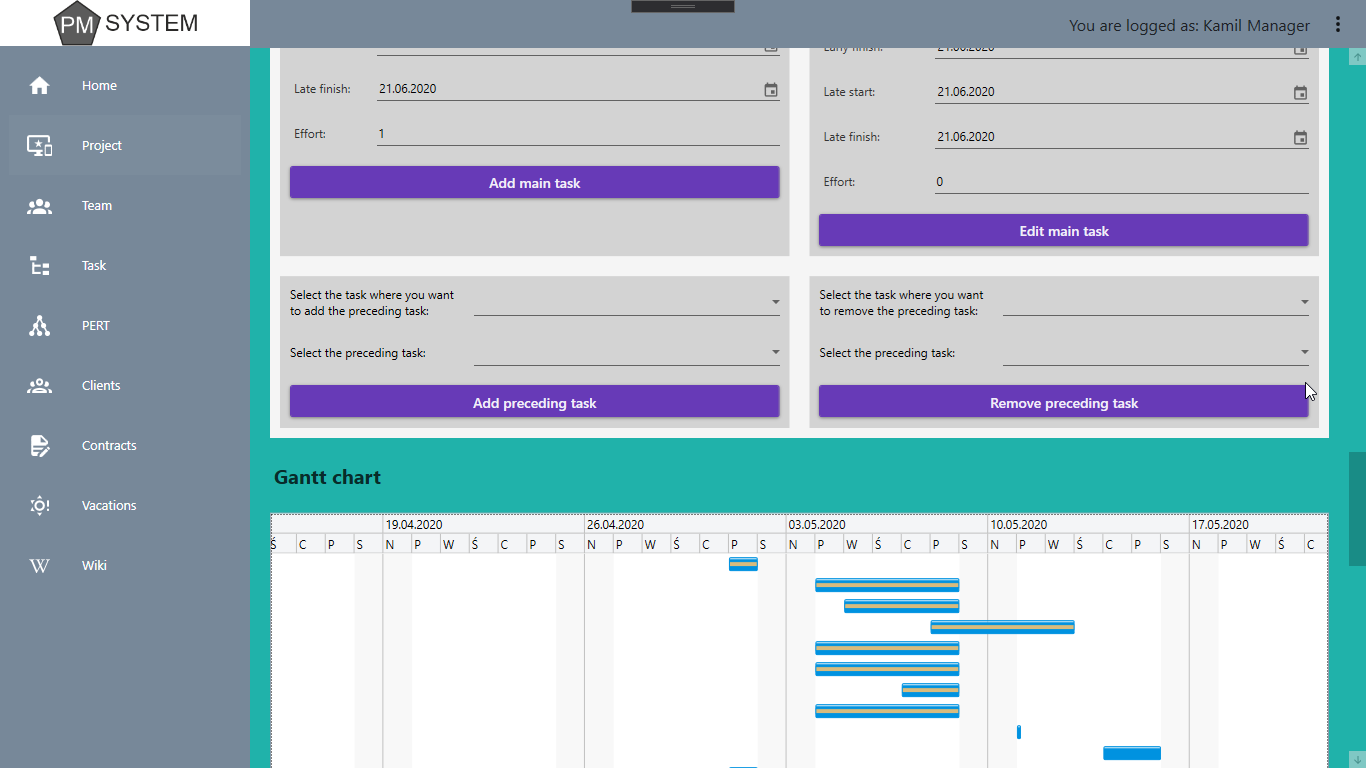 PM SYSTEM
You are logged as: Kamil Manager
Home
Project
Team
Task
PERT
Clients
Contracts
Vacations
Wiki
Late finish: 21.06.2020
Effort: 1
Add main task
Early finish: 21.06.2020
Late start: 21.06.2020
Late finish: 21.06.2020
Effort: 0
Edit main task
Select the task where you want
to add the preceding task:
Select the preceding task:
Add preceding task
Select the task where you want
to remove the preceding task:
Select the preceding task:
Remove preceding task
Gantt chart
19.04.2020 26.04.2020 03.05.2020 10.05.2020 17.05.2020
Ś C P S N P W Ś C P S N P W Ś C P S N P W Ś C P S N P W Ś C P S N P W Ś C